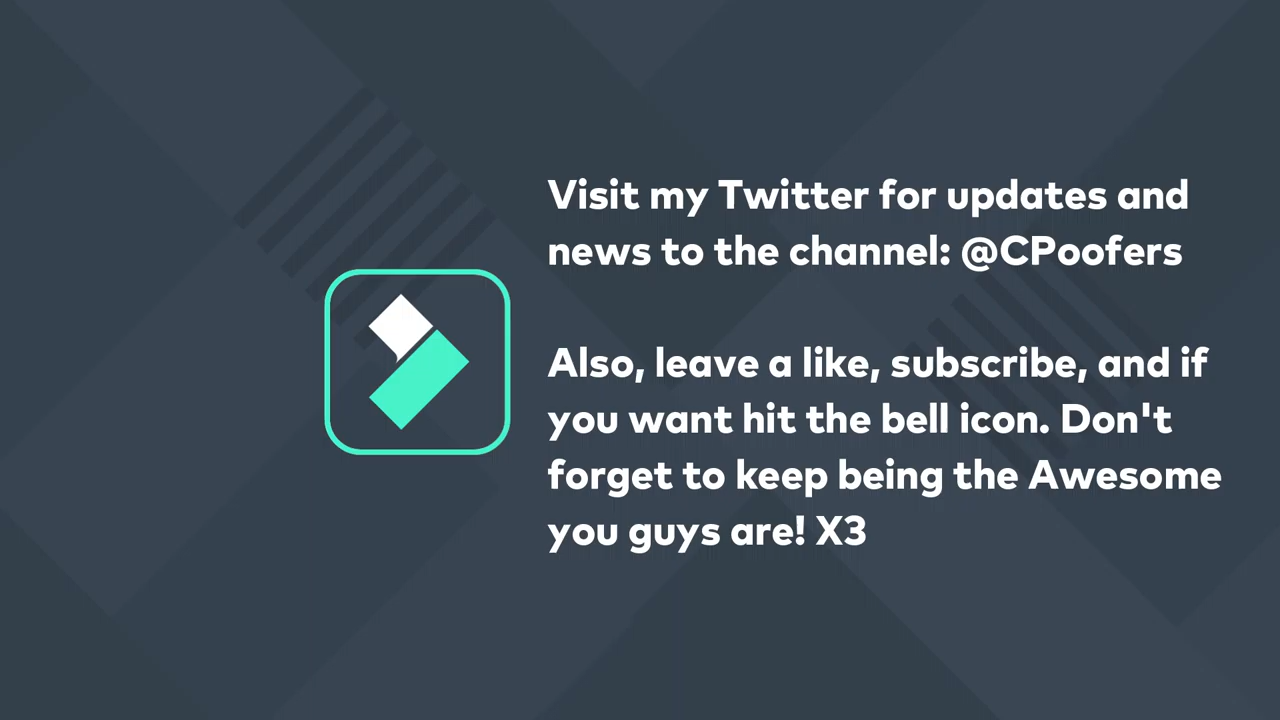 Visit my Twitter for updates and
news to the channel: @CPoofers
Also, leave a like, subscribe, and if
you want hit the bell icon. Don't
forget to keep being the Awesome
you guys are! X3